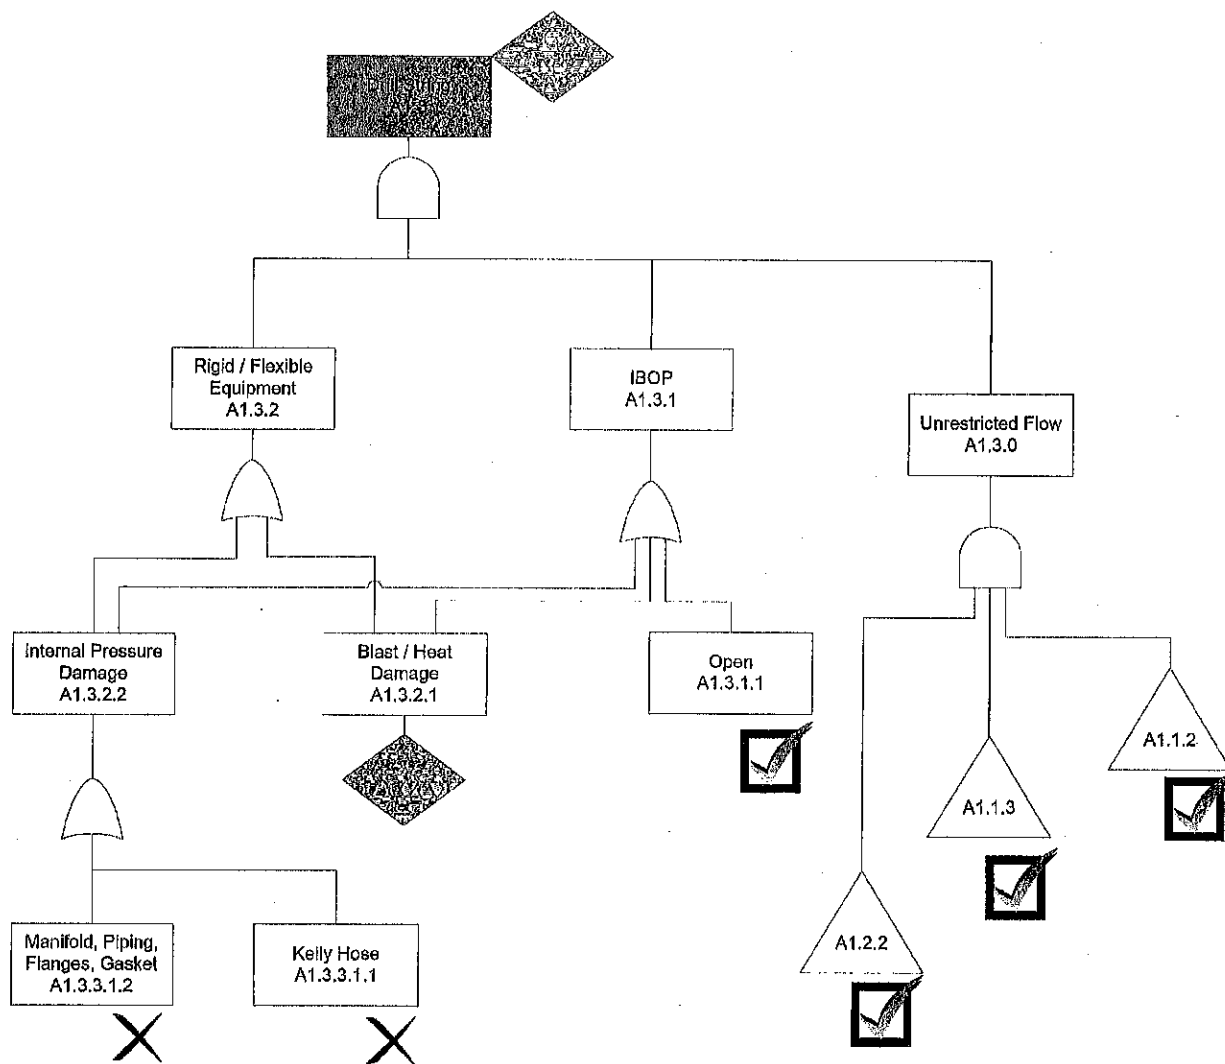 Drill String
Rigid / Flexible
Equipment
A1.3.2
IBOP
A1.3.1
Unrestricted Flow
A1.3.0
Internal Pressure
Damage
A1.3.2.2
Blast / Heat
Damage
A1.3.2.1
Open
A1.3.1.1
A1.1.2
A1.1.3
A1.2.2
Manifold, Piping,
Flanges, Gasket
A1.3.3.1.2
Kelly Hose
A1.3.3.1.1